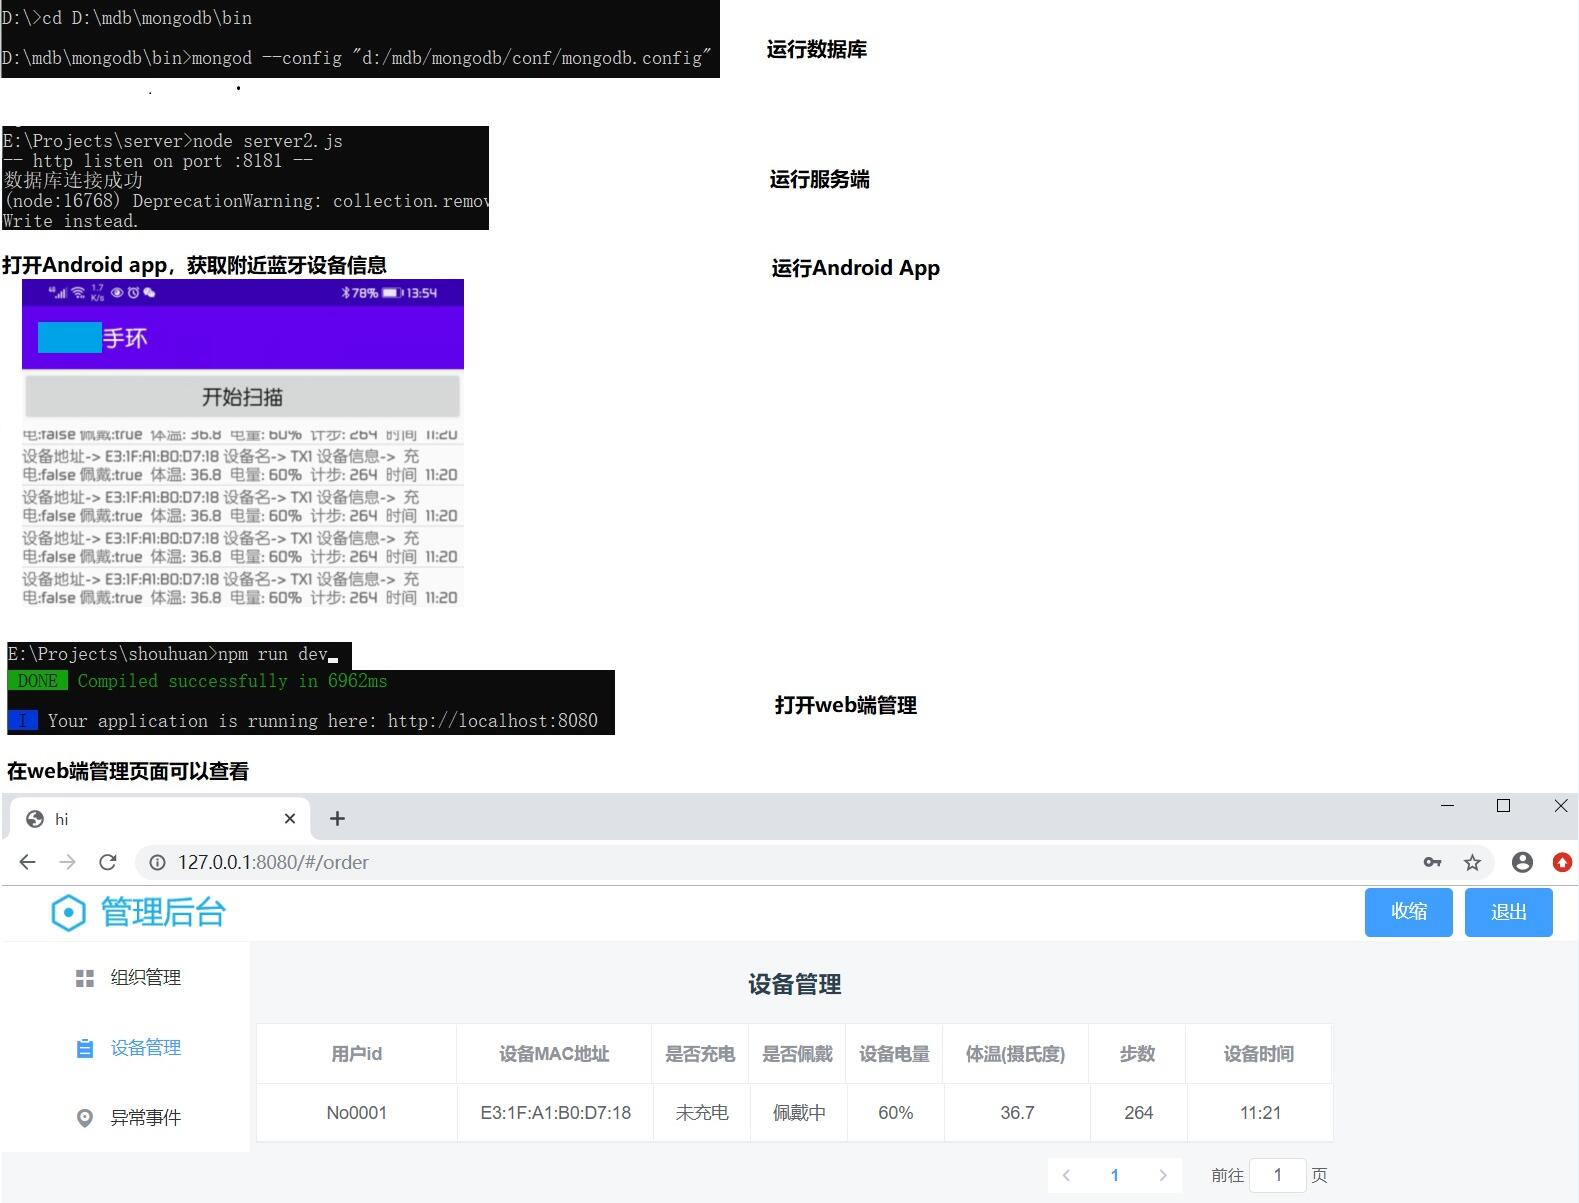 D:\>cd D:\mdb\mongodb\bin
D:\mdb\mongodb\bin>mongod --config "d:/mdb/mongodb/conf/mongodb.config"
运行数据库
E:\Projects\server>node server2.js
-- http listen on port :8181 --
数据库连接成功
(node:16768) DeprecationWarning: collection.remov
Write instead.
运行服务端
打开Android app，获取附近蓝牙设备信息
运行Android App
1.7 K/s 78% 13:54
手环
开始扫描
电:false 佩戴:true 体温: 36.8 电量: 60% 计步: 264 时间 11:20
设备地址-> E3:1F:A1:B0:D7:18 设备名-> TX1 设备信息-> 充
电:false 佩戴:true 体温: 36.8 电量: 60% 计步: 264 时间 11:20
设备地址-> E3:1F:A1:B0:D7:18 设备名-> TX1 设备信息-> 充
电:false 佩戴:true 体温: 36.8 电量: 60% 计步: 264 时间 11:20
设备地址-> E3:1F:A1:B0:D7:18 设备名-> TX1 设备信息-> 充
电:false 佩戴:true 体温: 36.8 电量: 60% 计步: 264 时间 11:20
设备地址-> E3:1F:A1:B0:D7:18 设备名-> TX1 设备信息-> 充
电:false 佩戴:true 体温: 36.8 电量: 60% 计步: 264 时间 11:20
E:\Projects\shouhuan>npm run dev
DONE Compiled successfully in 6962ms
I Your application is running here: http://localhost:8080
打开web端管理
在web端管理页面可以查看
hi
127.0.0.1:8080/#/order
管理后台
收缩 退出
组织管理
设备管理
异常事件
设备管理
用户id 设备MAC地址 是否充电 是否佩戴 设备电量 体温(摄氏度) 步数 设备时间
No0001 E3:1F:A1:B0:D7:18 未充电 佩戴中 60% 36.7 264 11:21
1 前往 1 页